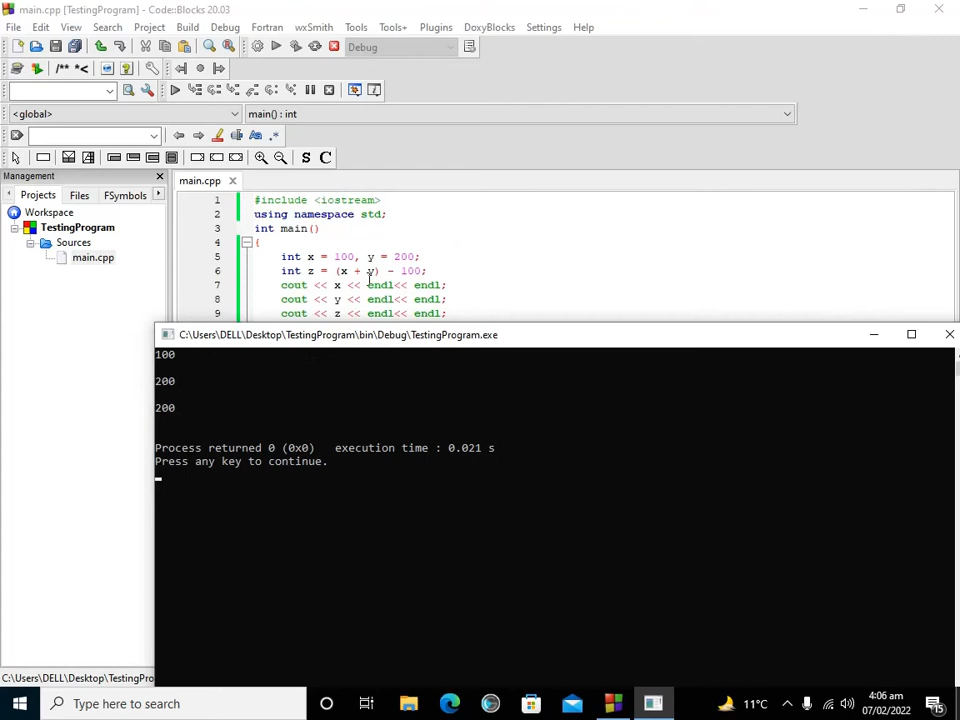 main.cpp [TestingProgram] - Code::Blocks 20.03
File Edit View Search Project Build Debug Fortran wxSmith Tools Tools+ Plugins DoxyBlocks Settings Help
Debug
/** *<
<global> main() : int
.*
S C
Management
Projects Files FSymbols
main.cpp
Workspace
TestingProgram
Sources
main.cpp
1 #include <iostream>
2 using namespace std;
3 int main()
4 {
5 int x = 100, y = 200;
6 int z = (x + y) - 100;
7 cout << x << endl<< endl;
8 cout << y << endl<< endl;
9 cout << z << endl<< endl;
C:\Users\DELL\Desktop\TestingProgram\bin\Debug\TestingProgram.exe
100
200
200
Process returned 0 (0x0) execution time : 0.021 s
Press any key to continue.
C:\Users\DELL\Desktop\TestingPro
Type here to search
11°C
4:06 am
07/02/2022
15